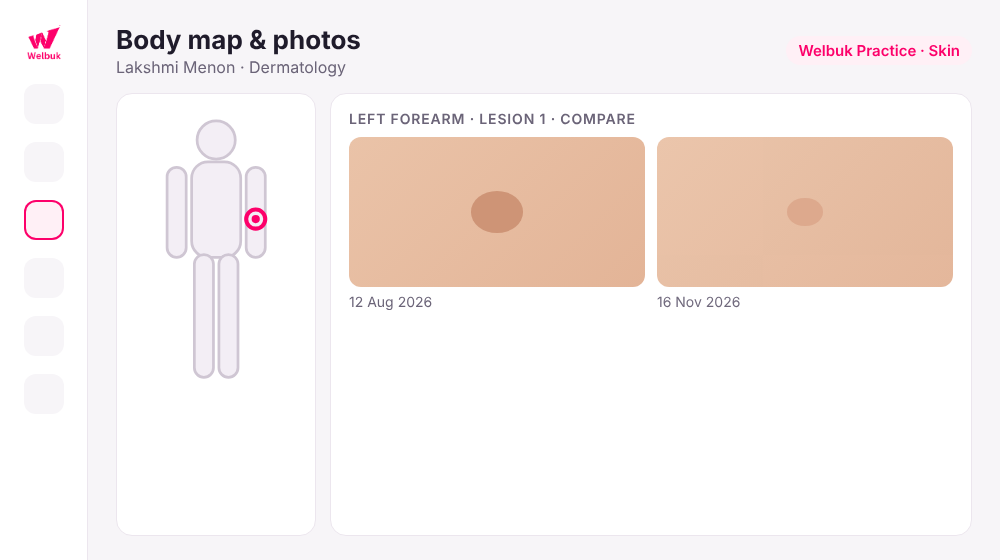 Welbuk
Body map & photos
Lakshmi Menon · Dermatology
Welbuk Practice · Skin
LEFT FOREARM · LESION 1 · COMPARE
12 Aug 2026
16 Nov 2026